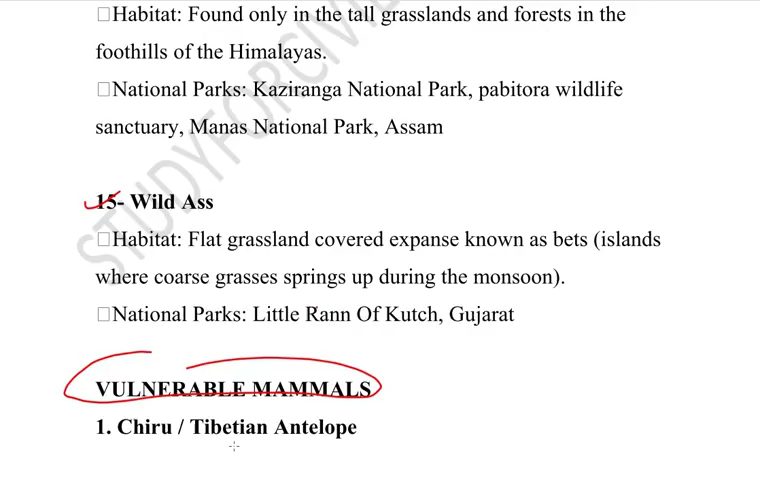 □Habitat: Found only in the tall grasslands and forests in the
foothills of the Himalayas.
□National Parks: Kaziranga National Park, pabitora wildlife
sanctuary, Manas National Park, Assam
15- Wild Ass
□Habitat: Flat grassland covered expanse known as bets (islands
where coarse grasses springs up during the monsoon).
□National Parks: Little Rann Of Kutch, Gujarat
VULNERABLE MAMMALS
1. Chiru / Tibetian Antelope
STUDYFORCIVI